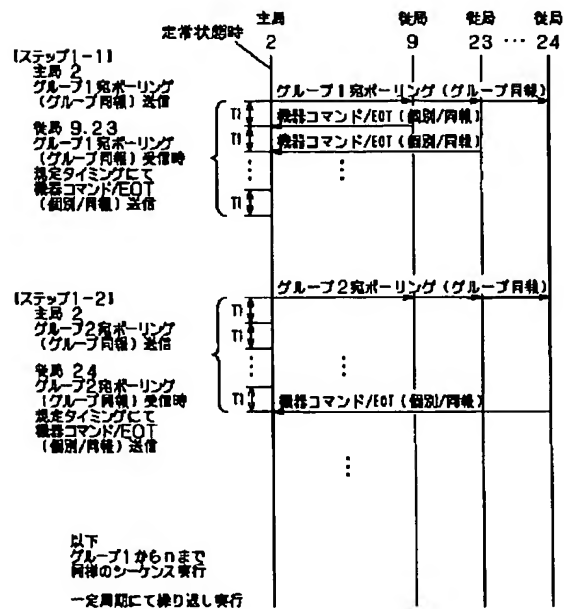 定常状態時
主局 従局 従局 従局
2 9 23 … 24
【ステップ1-1】
主局 2
グループ1宛ポーリング
(グループ同報) 送信
従局 9.23
グループ1宛ポーリング
(グループ同報) 受信時
規定タイミングにて
機器コマンド/EOT
(個別/同報) 送信
グループ1宛ポーリング (グループ同報)
Ti 機器コマンド/EOT (個別/同報)
Ti 機器コマンド/EOT (個別/同報)
Ti
【ステップ1-2】
主局 2
グループ2宛ポーリング
(グループ同報) 送信
従局 24
グループ2宛ポーリング
(グループ同報) 受信時
規定タイミングにて
機器コマンド/EOT
(個別/同報) 送信
グループ2宛ポーリング (グループ同報)
Ti
Ti
Ti 機器コマンド/EOT (個別/同報)
以下
グループ1からnまで
同様のシーケンス実行
一定周期にて繰り返し実行